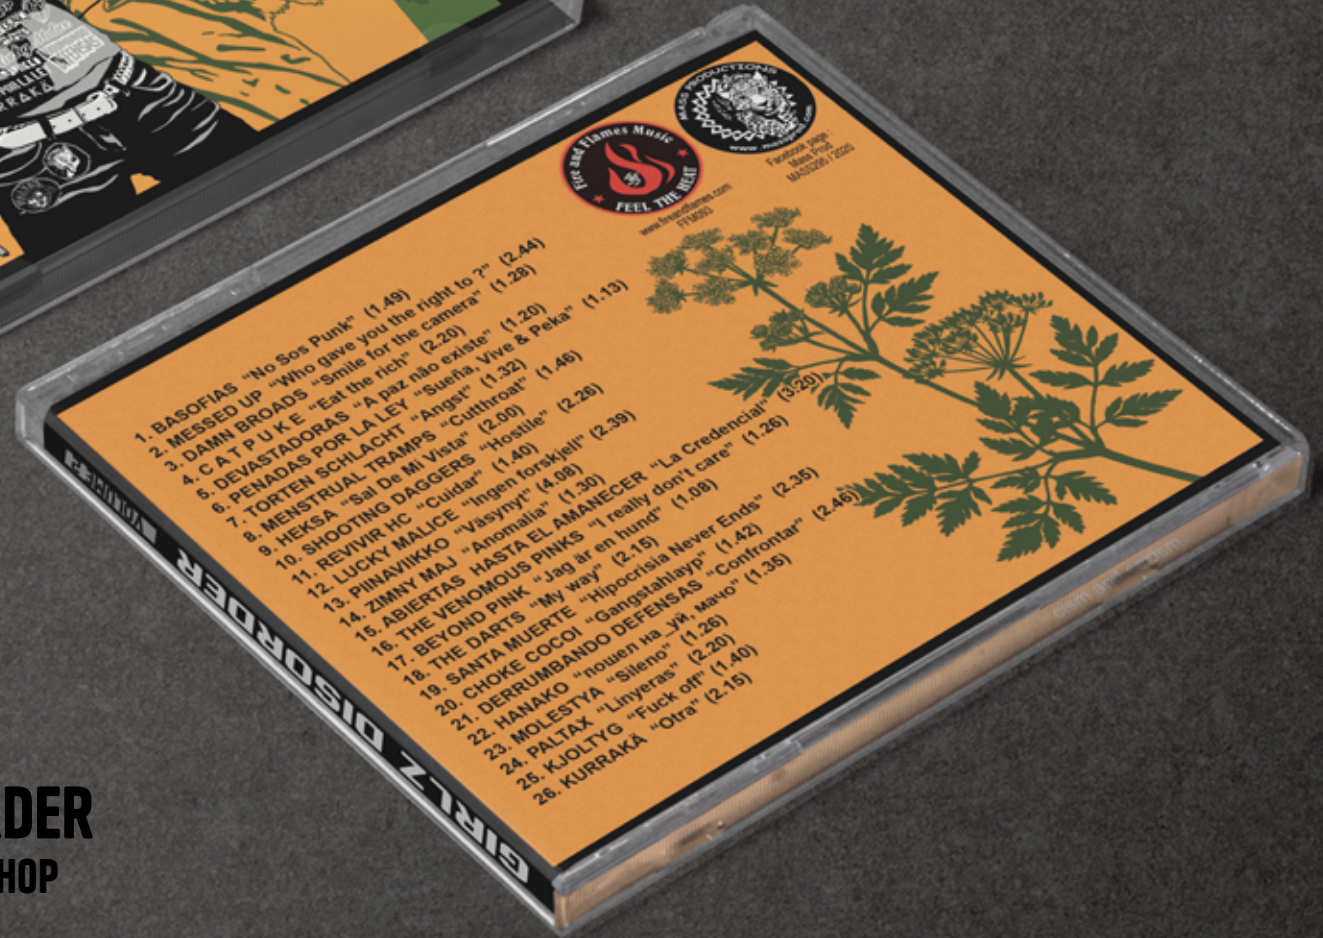 MASS PRODUCTIONS
www.massprod.com
Facebook page :
Mass Prod
MASS295 / 2020
Fire and Flames Music
FEEL THE BEAT
www.fireandflames.com
FFM093
1. BASOFIAS “No Sos Punk” (1.49)
2. MESSED UP “Who gave you the right to ?” (2.44)
3. DAMN BROADS “Smile for the camera” (1.28)
4. C A T P U K E “Eat the rich” (2.20)
5. DEVASTADORAS “A paz não existe” (1.20)
6. PENADAS POR LA LEY “Sueña, Vive & Peka” (1.13)
7. TORTEN SCHLACHT “Angst” (1.32)
8. MENSTRUAL TRAMPS “Cutthroat” (1.46)
9. HEKSA “Sal De Mi Vista” (2.00)
10. SHOOTING DAGGERS “Hostile” (2.26)
11. REVIVIR HC “Cuidar” (1.40)
12. LUCKY MALICE “Ingen forskjell” (2.39)
13. PIINAVIIKKO “Väsynyt” (4.08)
14. ZIMNY MAJ “Anomalia” (1.30)
15. ABIERTAS HASTA EL AMANECER “La Credencial” (3.20)
16. THE VENOMOUS PINKS “I really don't care” (1.26)
17. BEYOND PINK “Jag är en hund” (1.08)
18. THE DARTS “My way” (2.15)
19. SANTA MUERTE “Hipocrisia Never Ends” (2.35)
20. CHOKE COCOI “Gangstahlayp” (1.42)
21. DERRUMBANDO DEFENSAS “Confrontar” (2.46)
22. HANAKO “пошел на_уй, мачо” (1.35)
23. MOLESTYA “Sileno” (1.26)
24. PALTAX “Linyeras” (2.20)
25. KJOLTYG “Fuck off” (1.40)
26. KURRAKÄ “Otra” (2.15)
GIRLZ DISORDER
DER
HOP